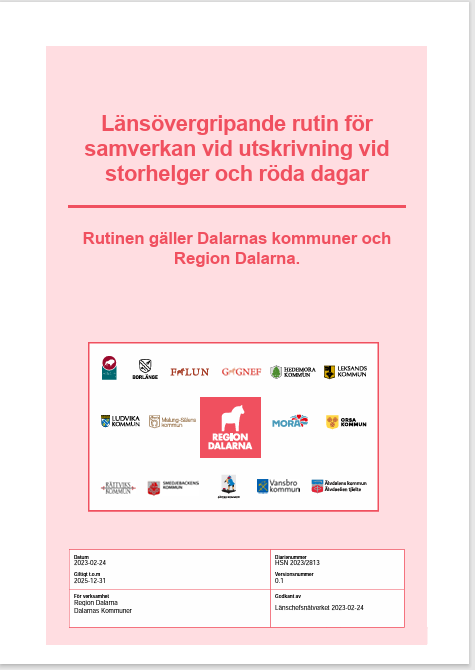 Länsövergripande rutin för
samverkan vid utskrivning vid
storhelger och röda dagar
Rutinen gäller Dalarnas kommuner och
Region Dalarna.
BORLÄNGE
FALUN
GAGNEF
HEDEMORA
KOMMUN
LEKSANDS
KOMMUN
LUDVIKA
KOMMUN
Malung-Sälens
kommun
REGION
DALARNA
MORA
ORSA
KOMMUN
RÄTTVIKS
KOMMUN
SMEDJEBACKENS
KOMMUN
Vansbro
kommun
Älvdalens kommun
Datum
2023-02-24
Diarienummer
HSN 2023/2813
Giltigt t.o.m
2025-12-31
Versionsnummer
0.1
För verksamhet
Region Dalarna
Dalarnas Kommuner
Godkänt av
Länschefsnätverket 2023-02-24